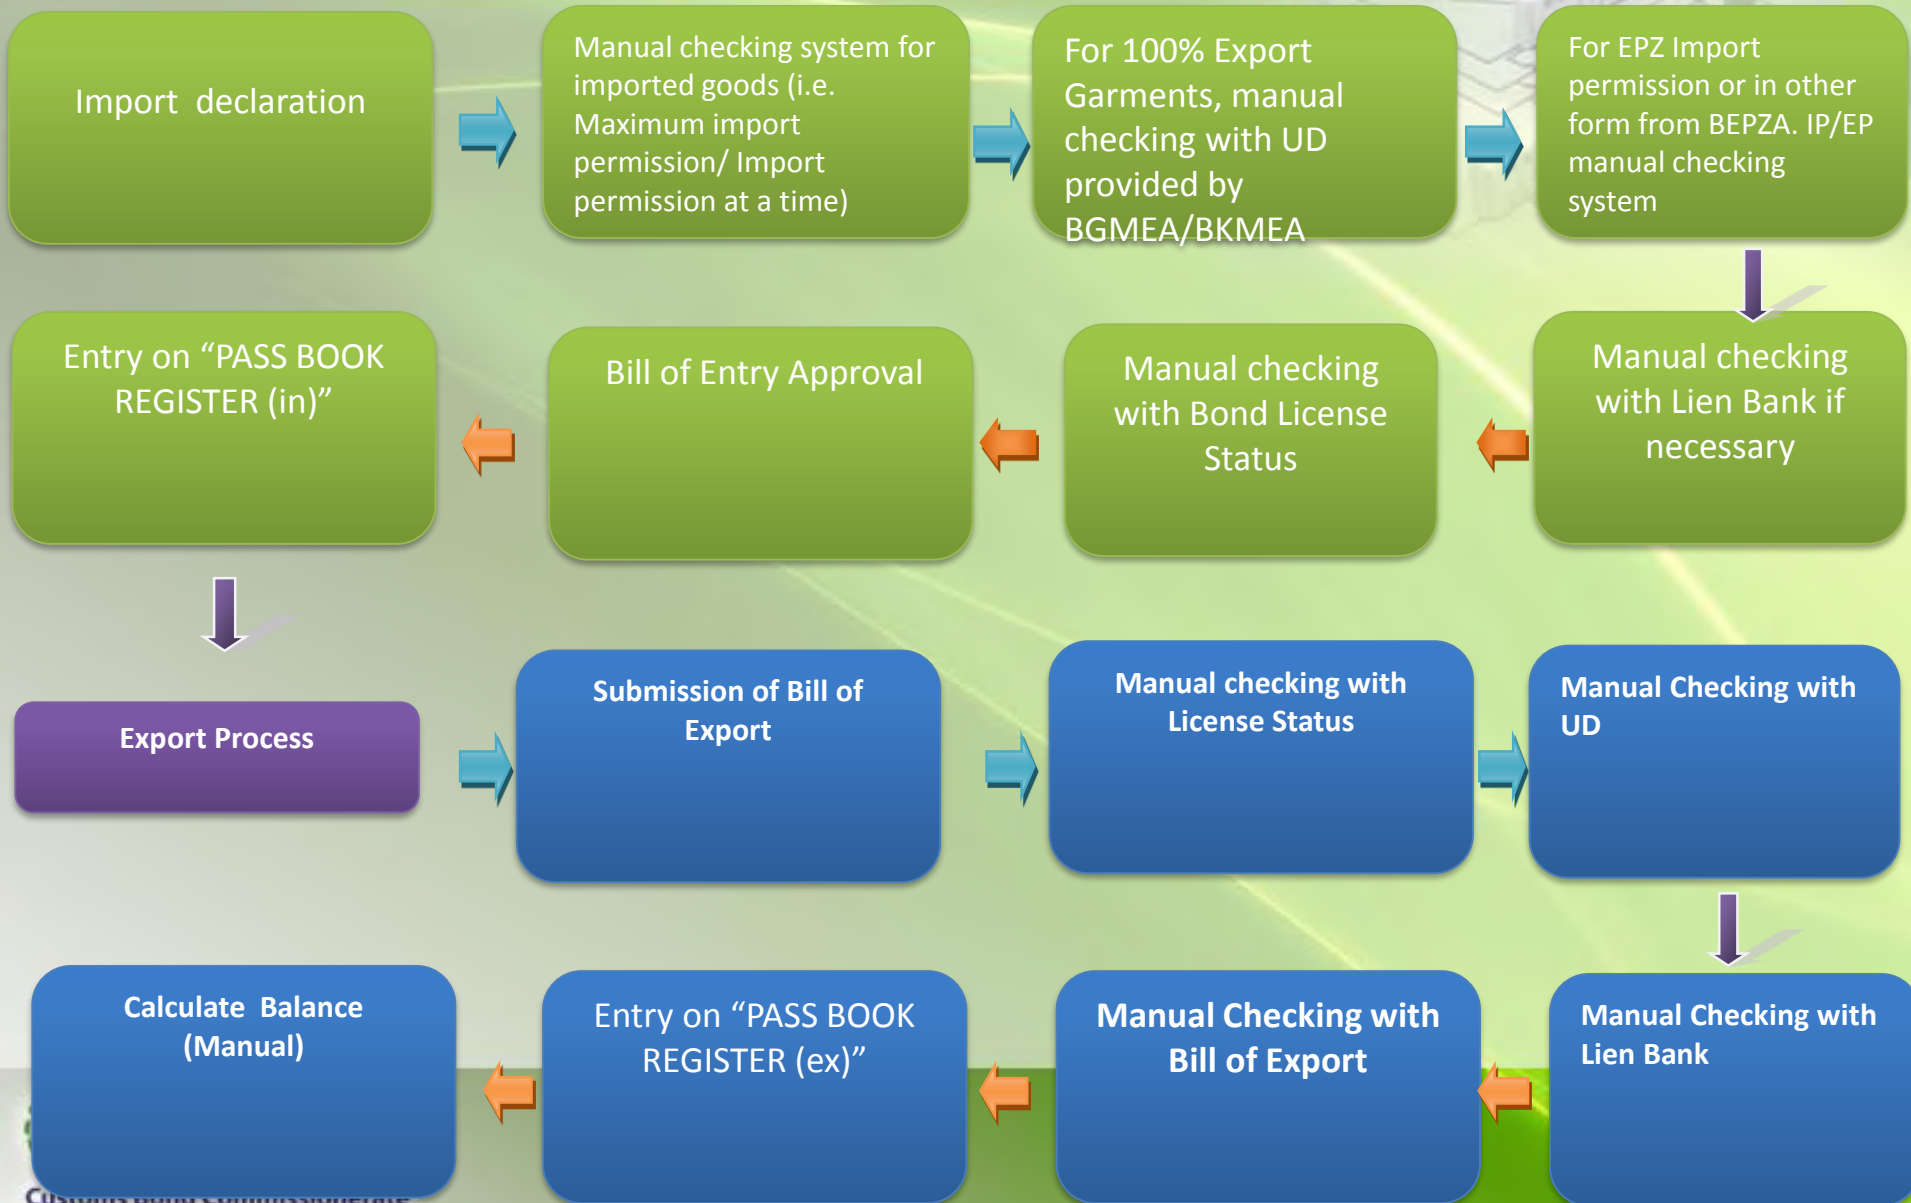 Import  declaration
Manual checking system for
imported goods (i.e.
Maximum import
permission/ Import
permission at a time)
For 100% Export
Garments, manual
checking with UD
provided by
BGMEA/BKMEA
For EPZ Import
permission or in other
form from BEPZA. IP/EP
manual checking
system
Entry on “PASS BOOK
REGISTER (in)”
Bill of Entry Approval
Manual checking
with Bond License
Status
Manual checking
with Lien Bank if
necessary
Export Process
Submission of Bill of
Export
Manual checking with
License Status
Manual Checking with
UD
Calculate  Balance
(Manual)
Entry on “PASS BOOK
REGISTER (ex)”
Manual Checking with
Bill of Export
Manual Checking with
Lien Bank
Customs Bond Commissionerate